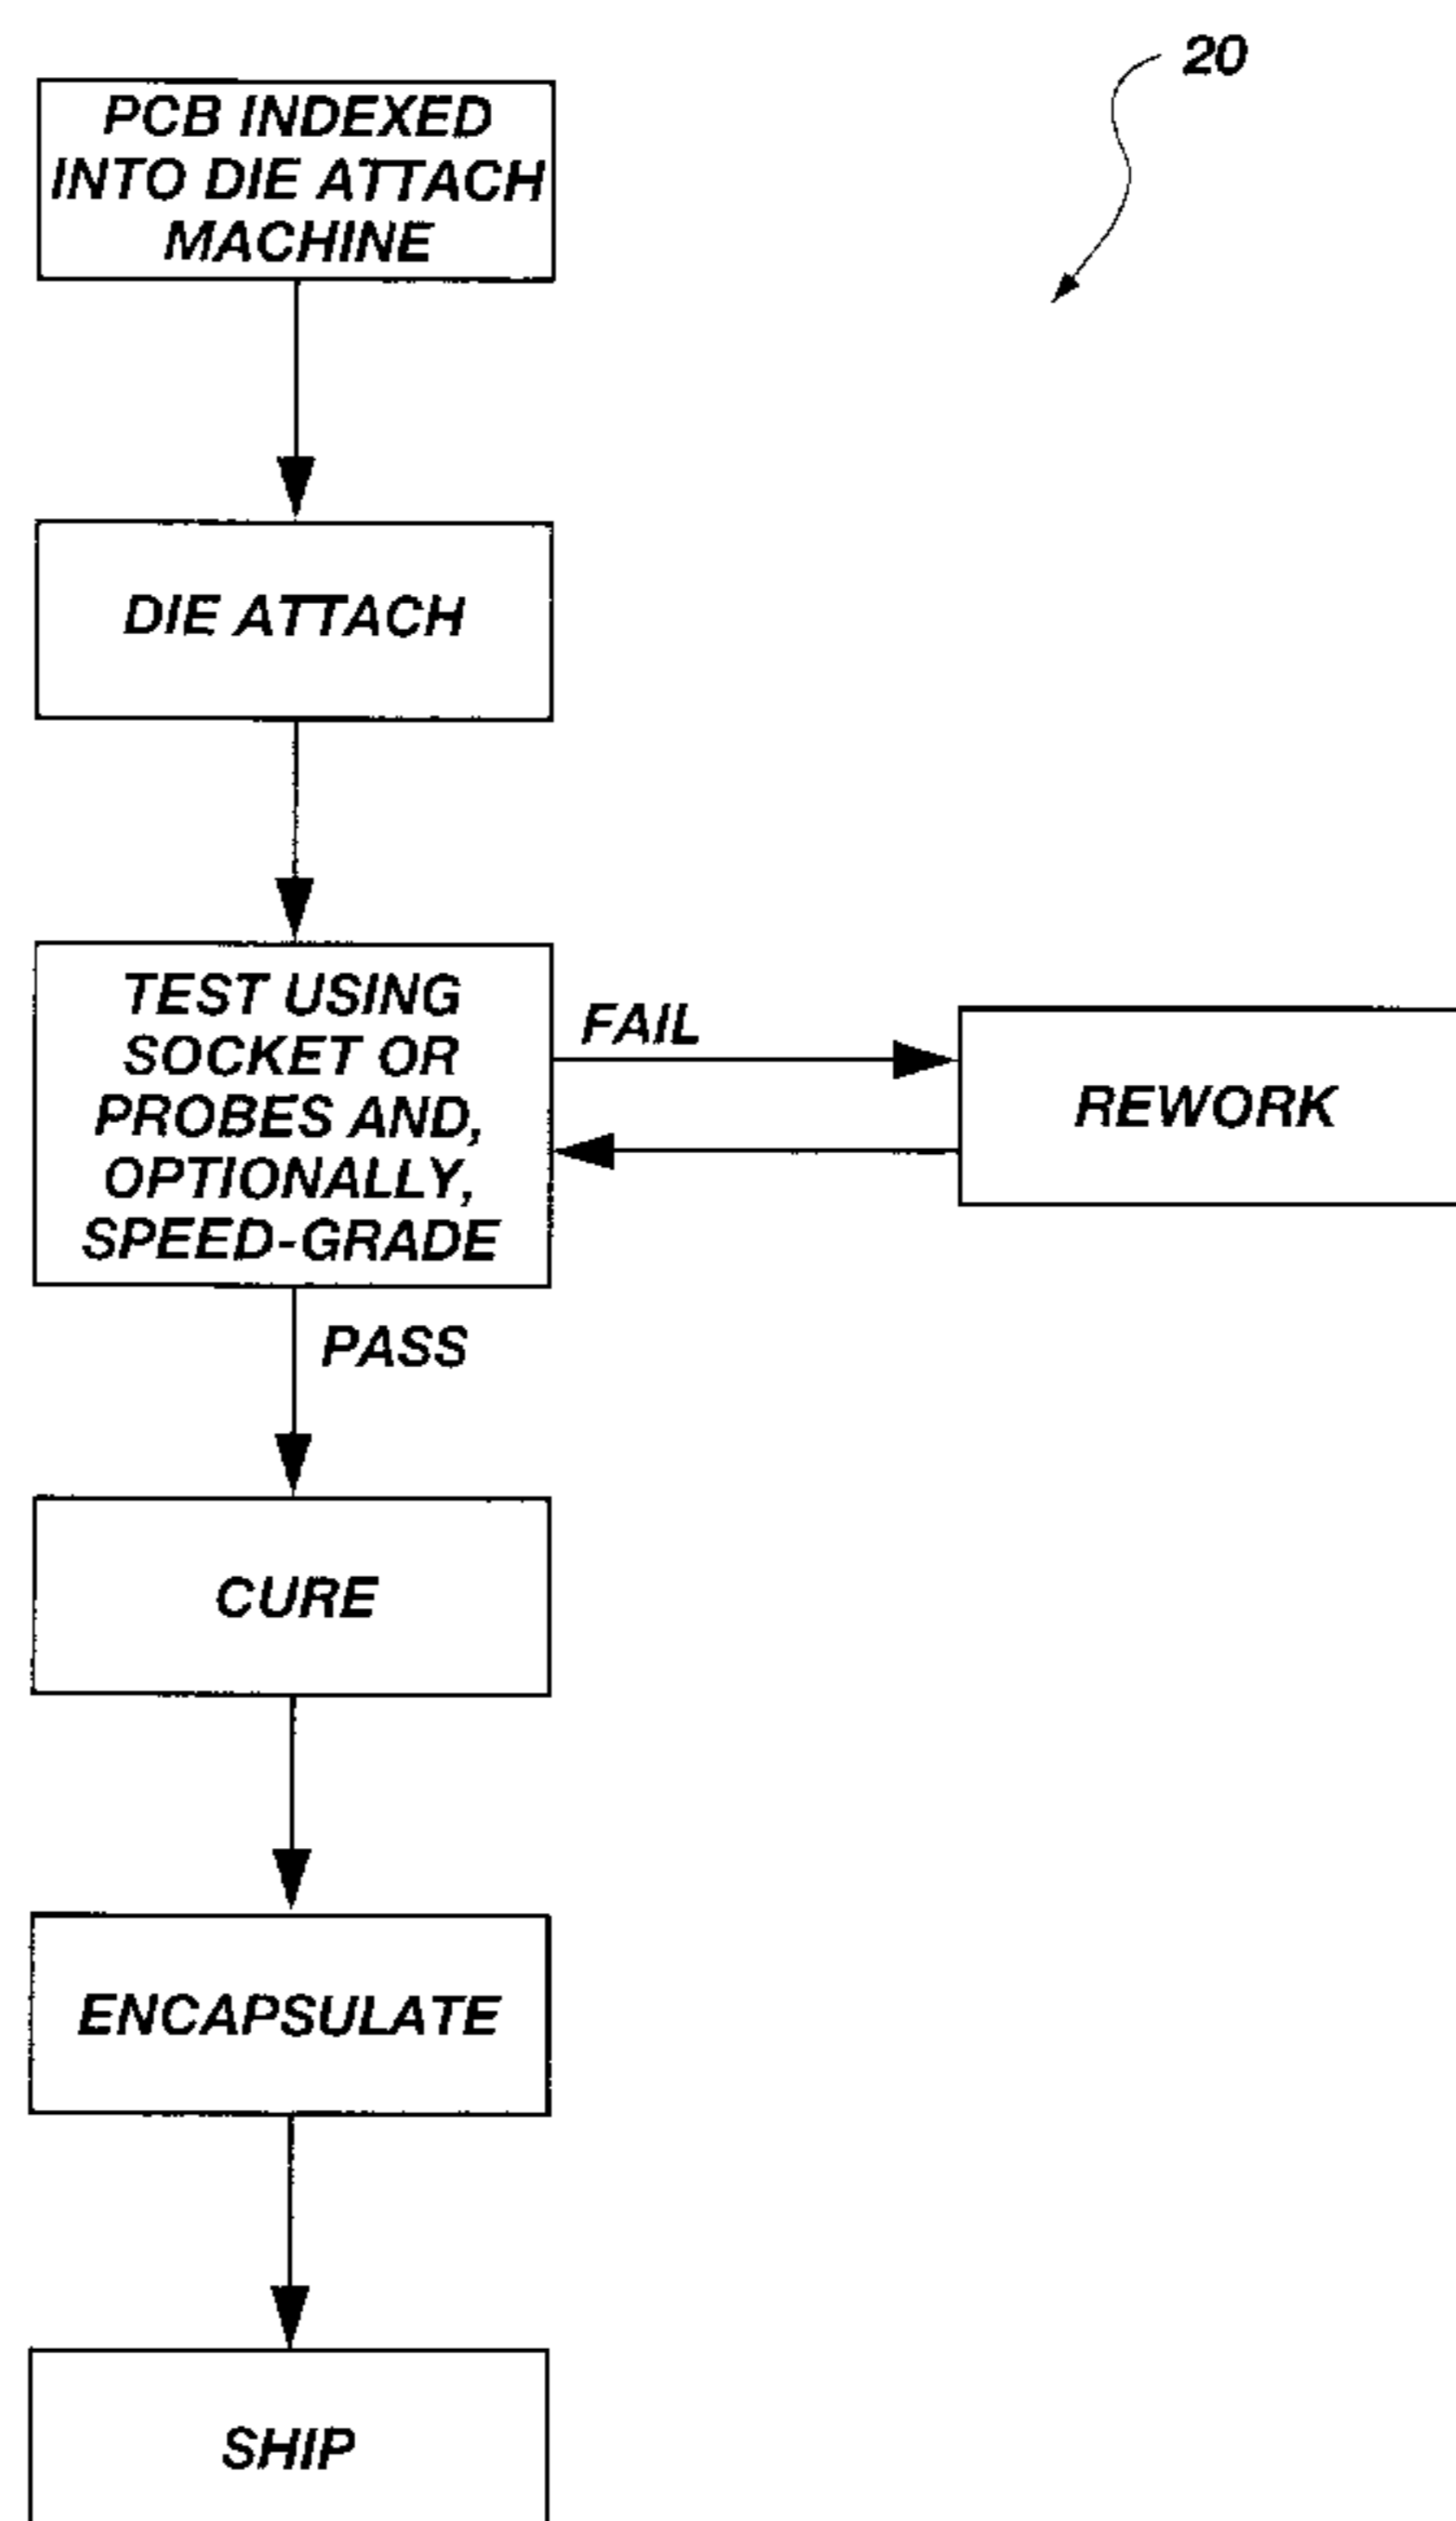 20
PCB INDEXED
INTO DIE ATTACH
MACHINE
DIE ATTACH
TEST USING
SOCKET OR
PROBES AND,
OPTIONALLY,
SPEED-GRADE
FAIL
REWORK
PASS
CURE
ENCAPSULATE
SHIP